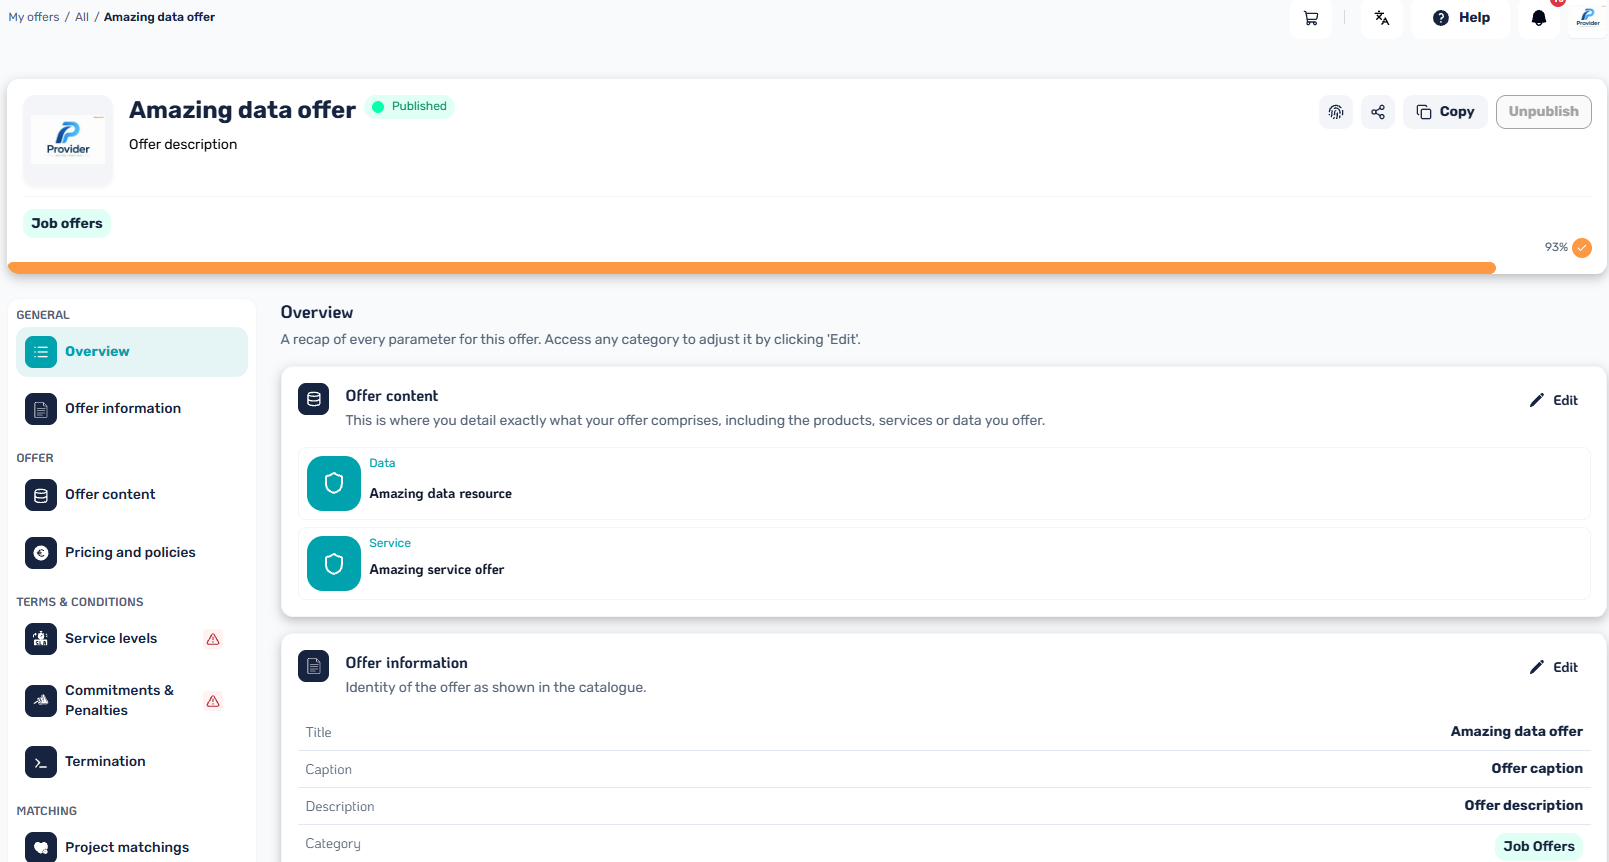 My offers / All / Amazing data offer
Help
Provider
Provider
Amazing data offer
Published
Offer description
Copy
Unpublish
Job offers
93%
GENERAL
Overview
Offer information
OFFER
Offer content
Pricing and policies
TERMS & CONDITIONS
Service levels
Commitments &
Penalties
Termination
MATCHING
Project matchings
Overview
A recap of every parameter for this offer. Access any category to adjust it by clicking 'Edit'.
Offer content
Edit
This is where you detail exactly what your offer comprises, including the products, services or data you offer.
Data
Amazing data resource
Service
Amazing service offer
Offer information
Edit
Identity of the offer as shown in the catalogue.
Title
Amazing data offer
Caption
Offer caption
Description
Offer description
Category
Job Offers